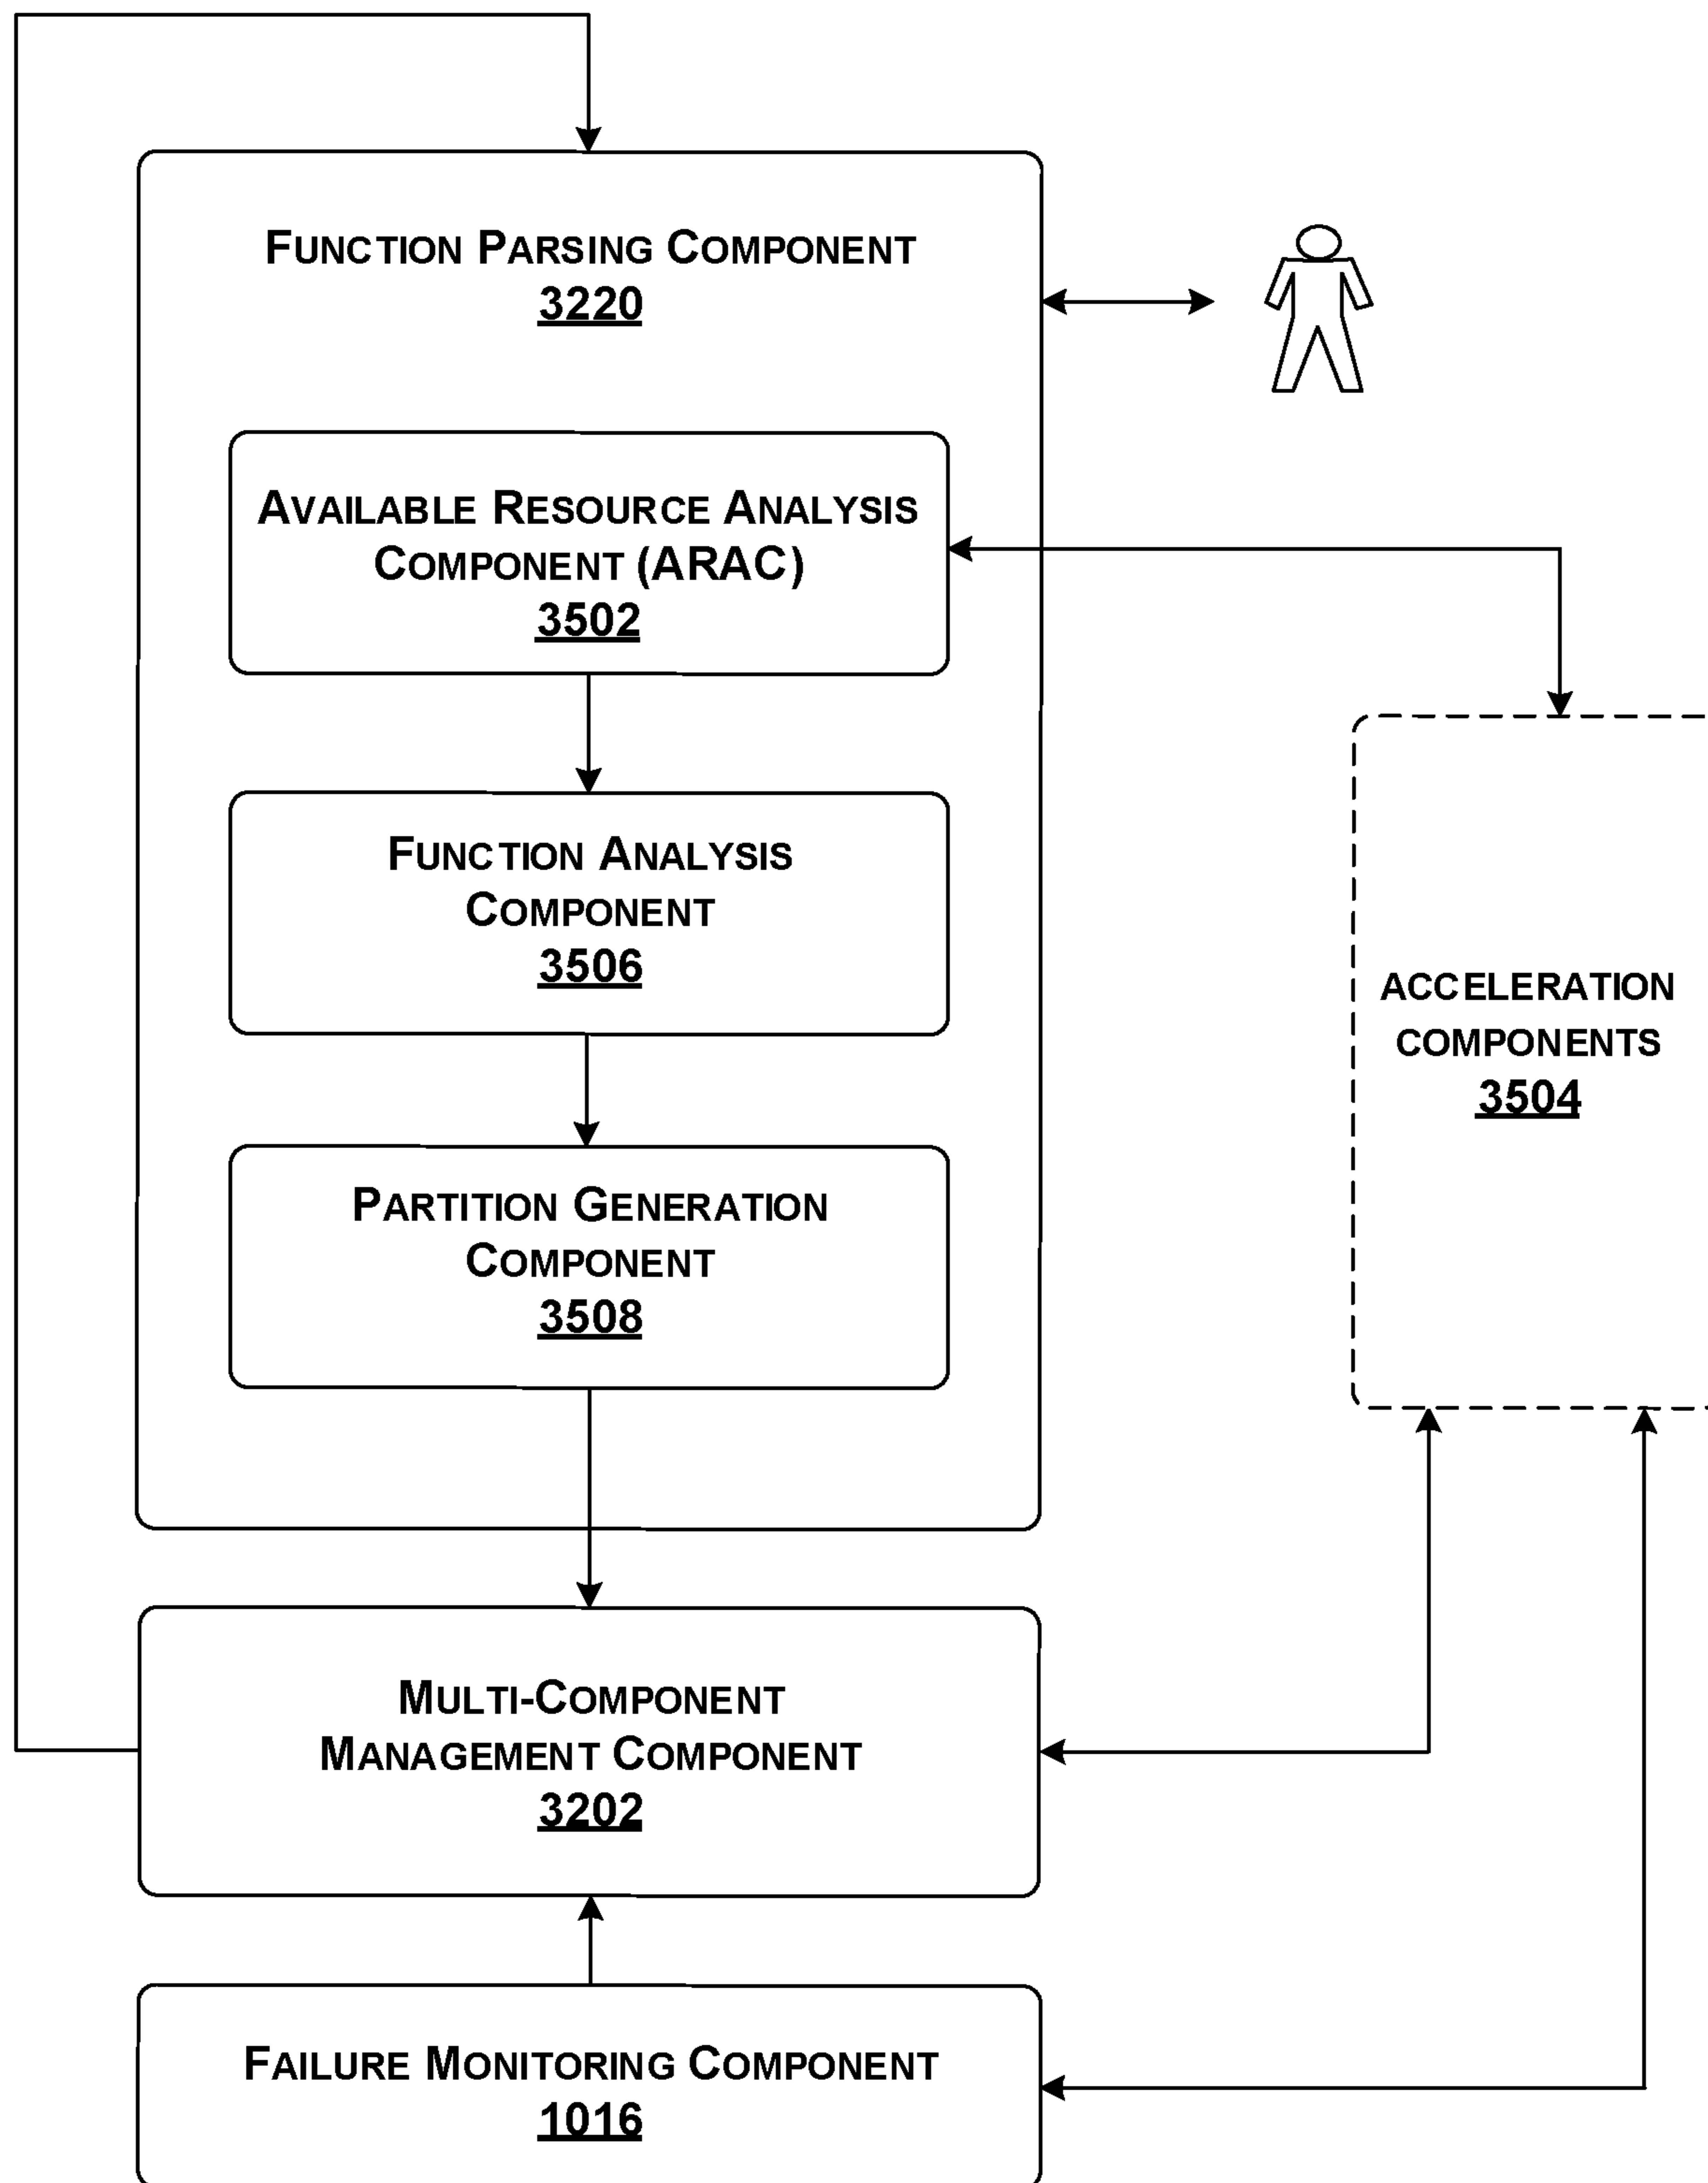 FUNCTION PARSING COMPONENT
3220
AVAILABLE RESOURCE ANALYSIS
COMPONENT (ARAC)
3502
FUNCTION ANALYSIS
COMPONENT
3506
PARTITION GENERATION
COMPONENT
3508
ACCELERATION
COMPONENTS
3504
MULTI-COMPONENT
MANAGEMENT COMPONENT
3202
FAILURE MONITORING COMPONENT
1016